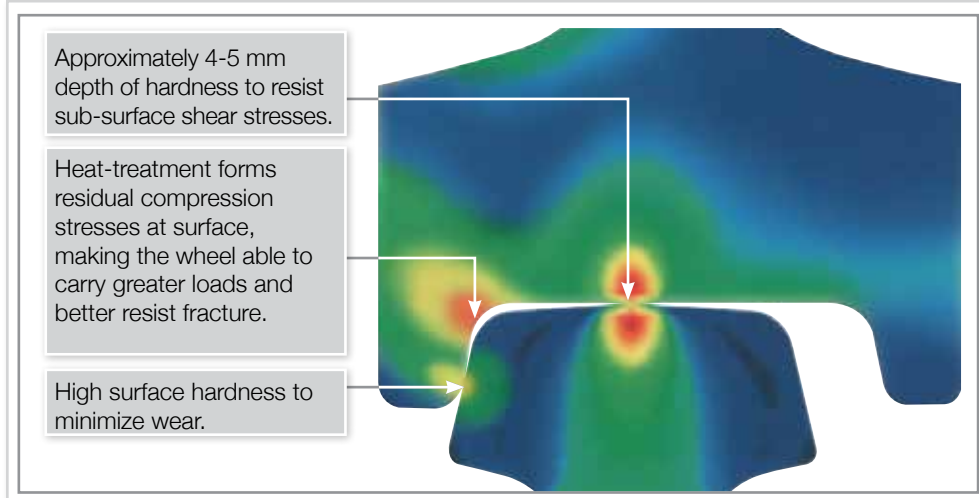 Approximately 4-5 mm
depth of hardness to resist
sub-surface shear stresses.
Heat-treatment forms
residual compression
stresses at surface,
making the wheel able to
carry greater loads and
better resist fracture.
High surface hardness to
minimize wear.